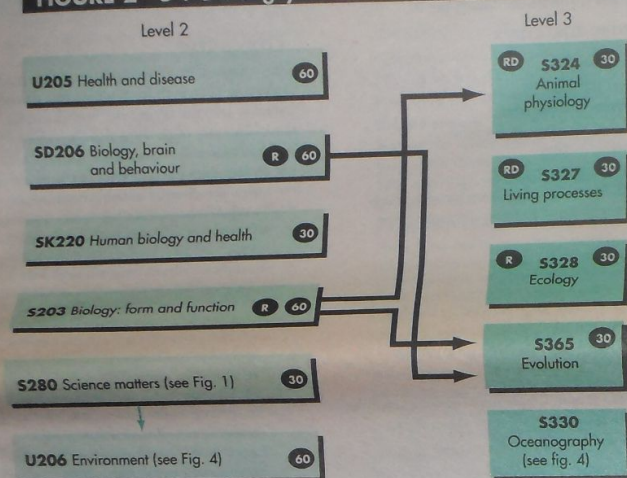 Level 2
Level 3
U205 Health and disease 60
SD206 Biology, brain
and behaviour R 60
SK220 Human biology and health 30
S203 Biology: form and function R 60
S280 Science matters (see Fig. 1) 30
U206 Environment (see Fig. 4) 60
RD S324 30
Animal
physiology
RD S327 30
Living processes
R S328 30
Ecology
S365 30
Evolution
S330
Oceanography
(see fig. 4)